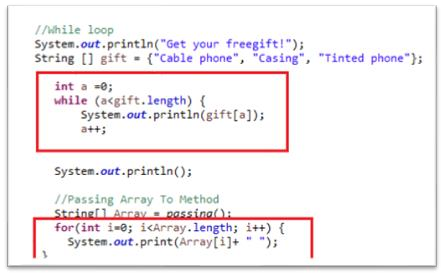 //While loop
System.out.println("Get your freegift!");
String [] gift = {"Cable phone", "Casing", "Tinted phone"};
int a =0;
while (a<gift.length) {
System.out.println(gift[a]);
a++;
System.out.println();
//Passing Array To Method
String[] Array = passing();
for(int i=0; i<Array.length; i++) {
System.out.print(Array[i]+ " ");
}